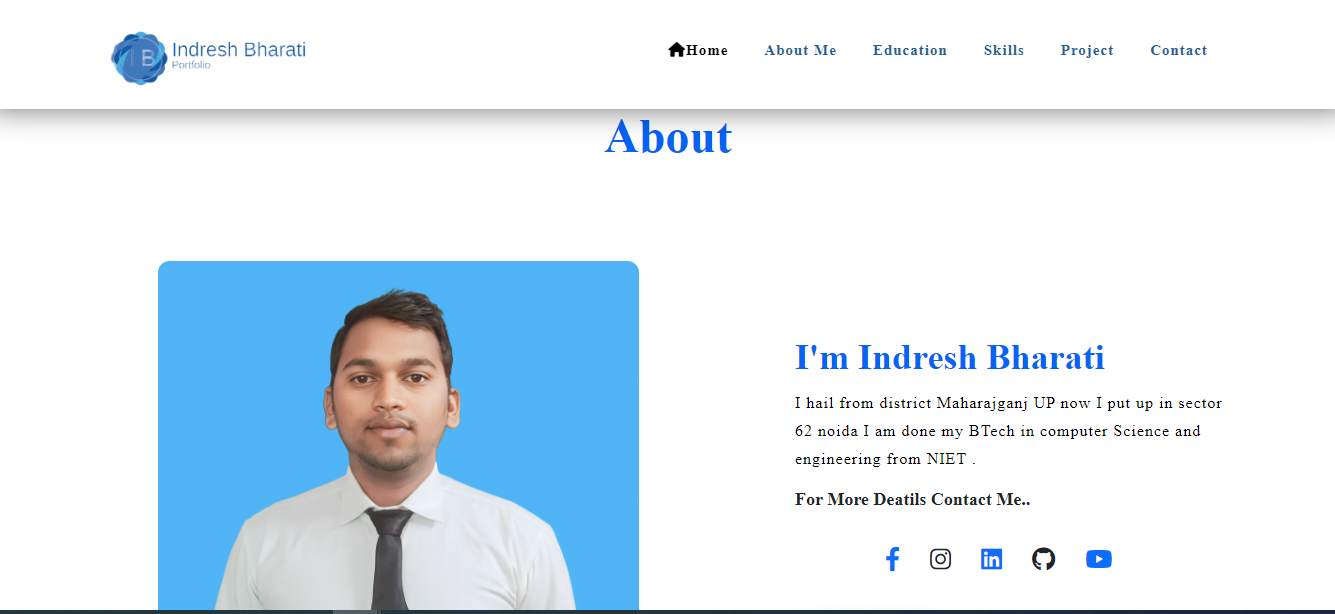 IB Indresh Bharati
Portfolio
Home About Me Education Skills Project Contact
About
I'm Indresh Bharati
I hail from district Maharajganj UP now I put up in sector
62 noida I am done my BTech in computer Science and
engineering from NIET .
For More Deatils Contact Me..